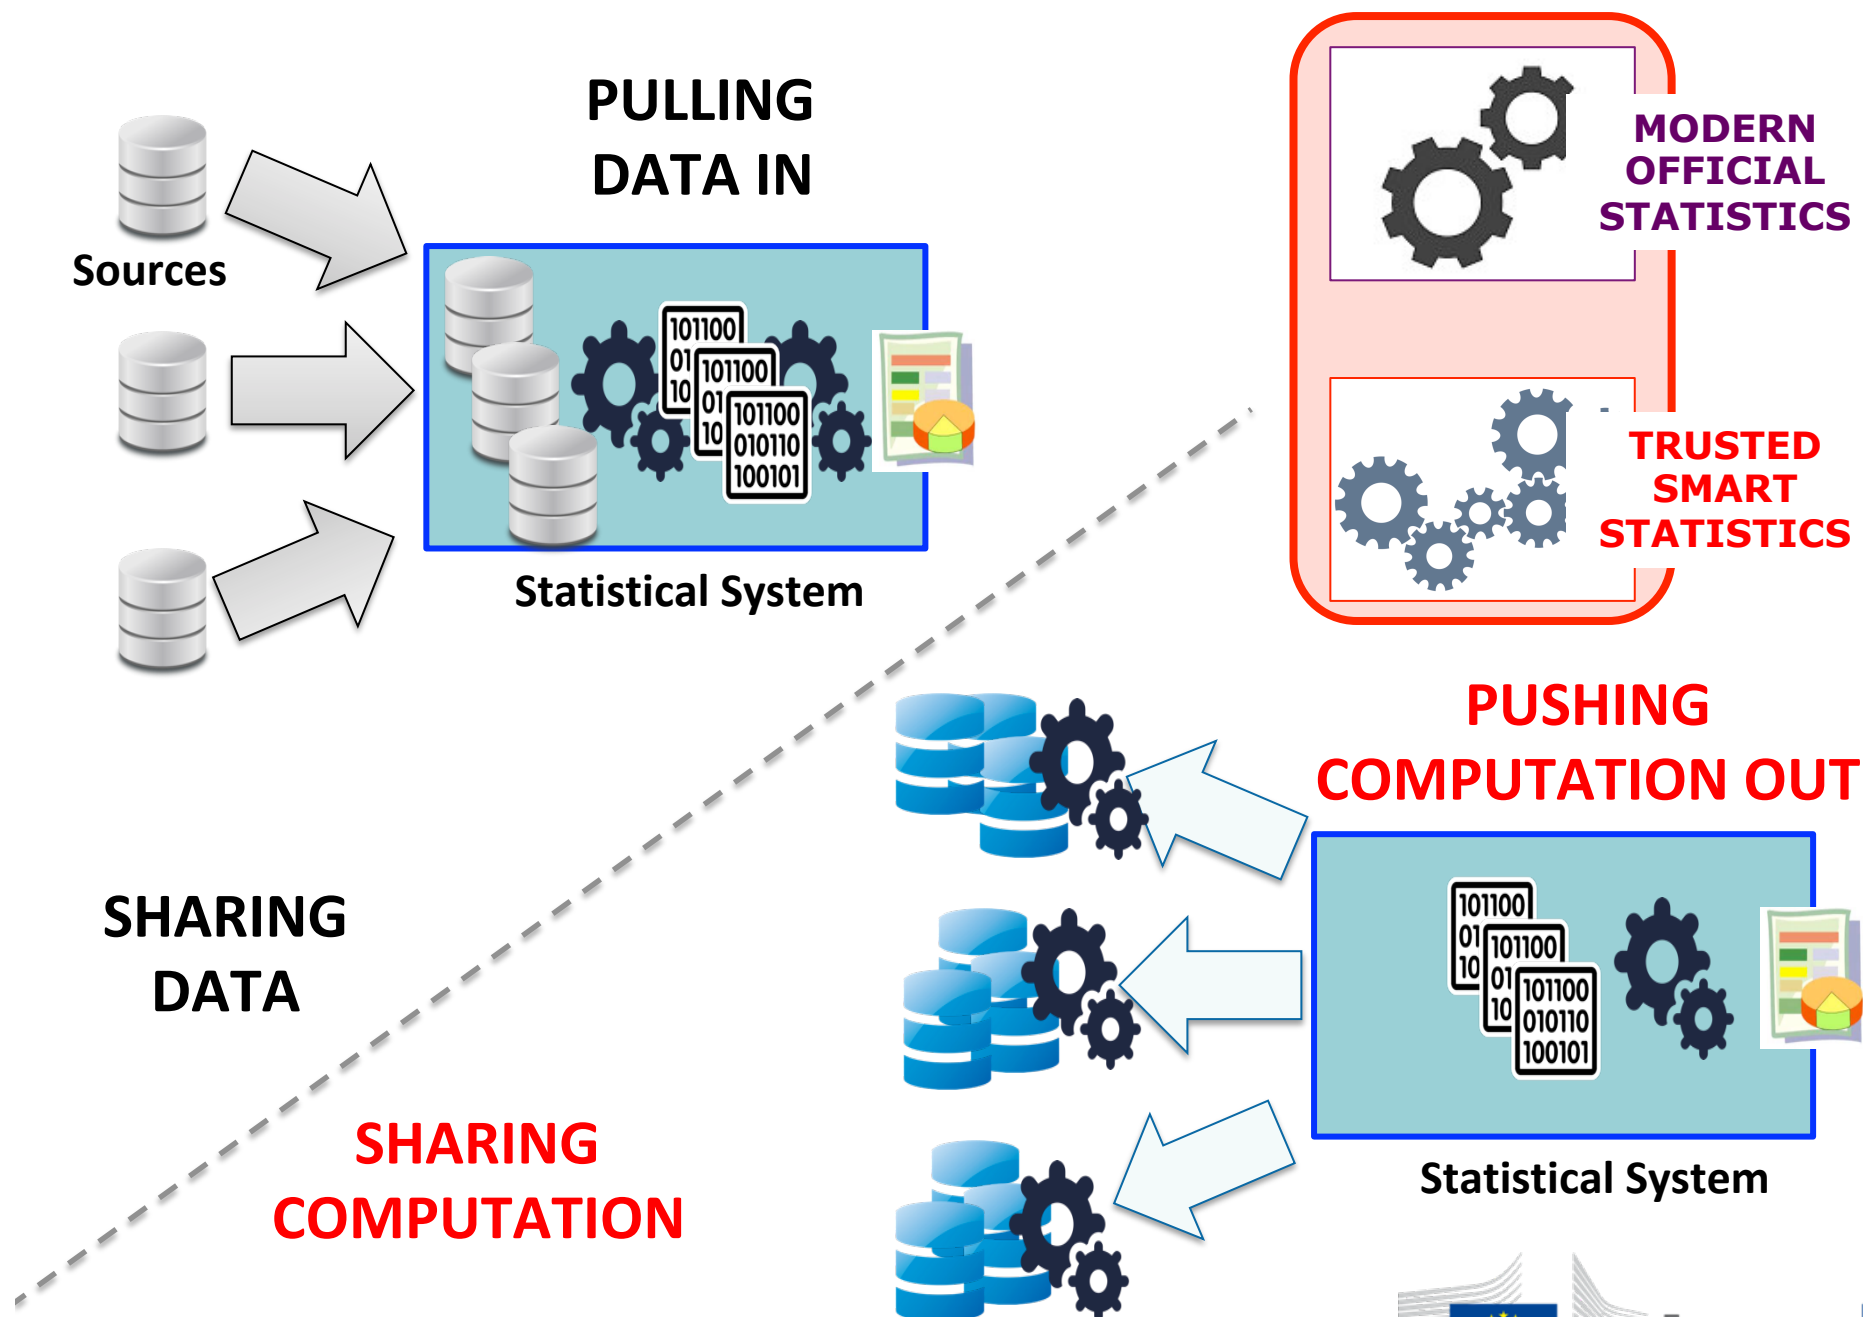 PULLING
DATA IN
Sources
101100
01
10
101100
01
10
101100
010110
100101
Statistical System
MODERN
OFFICIAL
STATISTICS
TRUSTED
SMART
STATISTICS
SHARING
DATA
SHARING
COMPUTATION
PUSHING
COMPUTATION OUT
101100
01
10
101100
01
10
101100
010110
100101
Statistical System